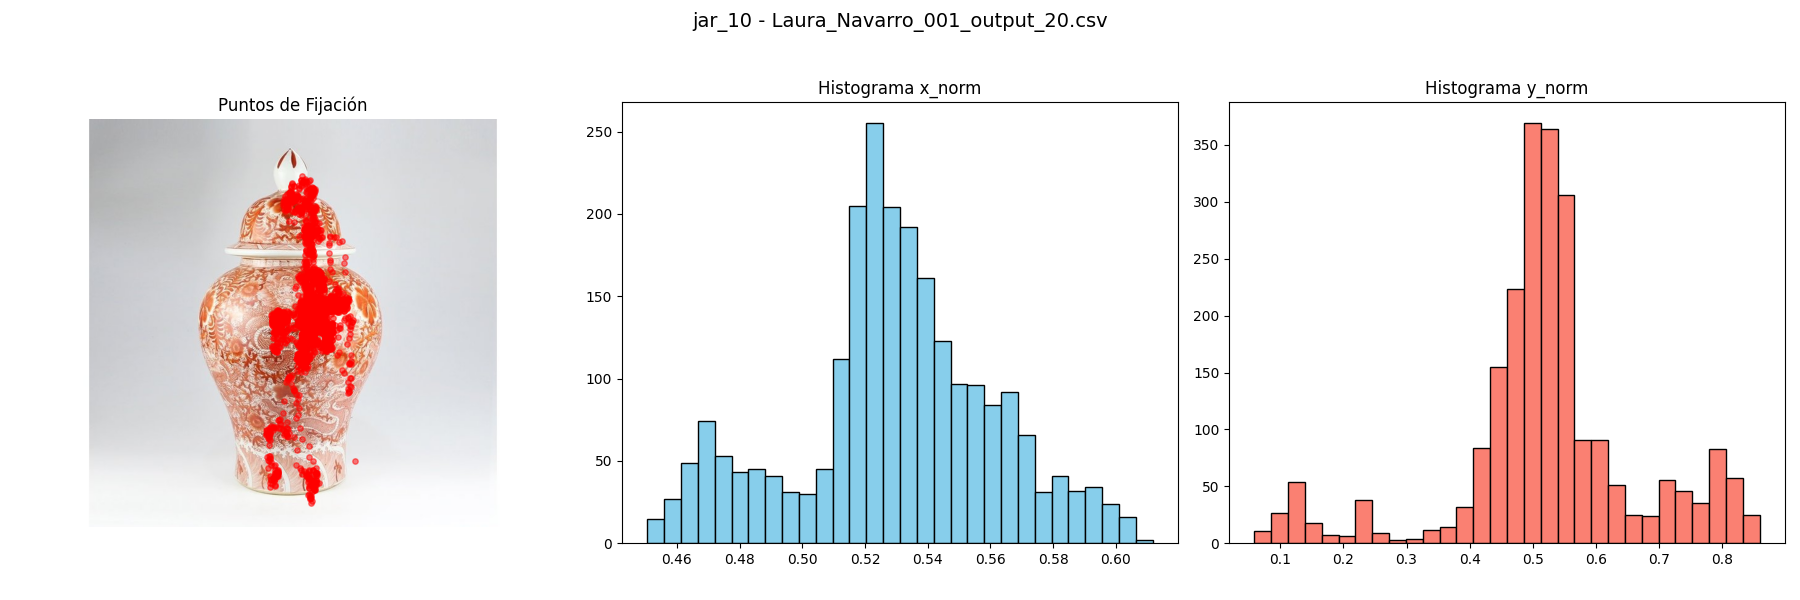 jar_10 - Laura_Navarro_001_output_20.csv
Puntos de Fijación
Histograma x_norm
250
200
150
100
50
0
0.46 0.48 0.50 0.52 0.54 0.56 0.58 0.60
Histograma y_norm
350
300
250
200
150
100
50
0
0.1 0.2 0.3 0.4 0.5 0.6 0.7 0.8